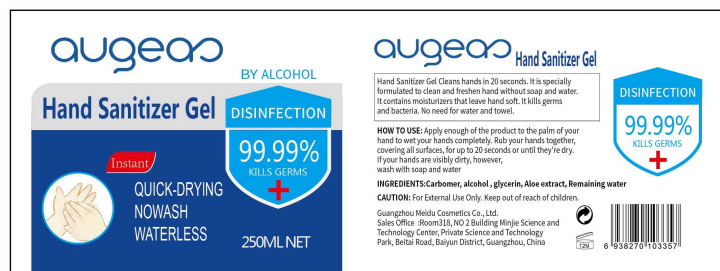 augeas
BY ALCOHOL
Hand Sanitizer Gel
DISINFECTION
99.99%
KILLS GERMS
Instant
QUICK-DRYING
NOWASH
WATERLESS
250ML NET
augeas Hand Sanitizer Gel
Hand Sanitizer Gel Cleans hands in 20 seconds. It is specially
formulated to clean and freshen hand without soap and water.
It contains moisturizers that leave hand soft. It kills germs
and bacteria. No need for water and towel.
DISINFECTION
99.99%
KILLS GERMS
HOW TO USE: Apply enough of the product to the palm of your
hand to wet your hands completely. Rub your hands together,
covering all surfaces, for up to 20 seconds or until they're dry.
If your hands are visibly dirty, however,
wash with soap and water
INGREDIENTS:Carbomer, alcohol , glycerin, Aloe extract, Remaining water
CAUTION: For External Use Only. Keep out of reach of children.
Guangzhou Meidu Cosmetics Co., Ltd.
Sales Office :Room318, NO 2 Building Minjie Science and
Technology Center, Private Science and Technology
Park, Beitai Road, Baiyun District, Guangzhou, China
12M
6 938270 103357